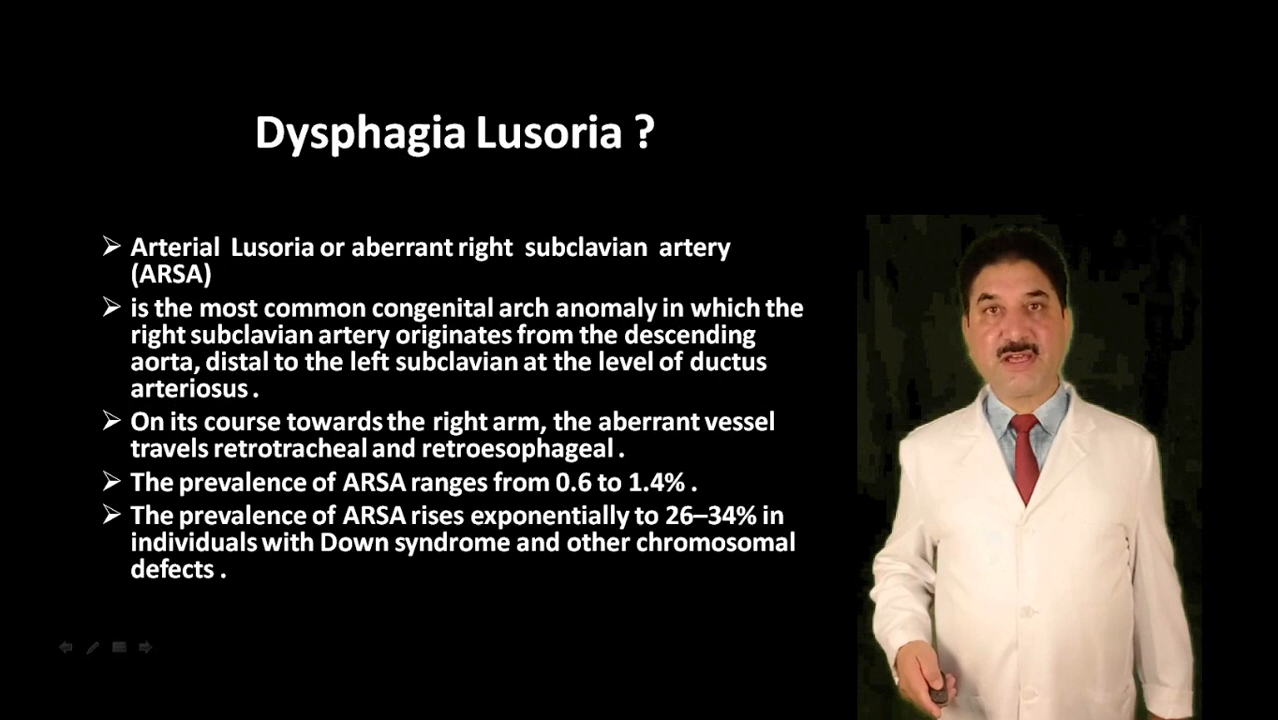 Dysphagia Lusoria ?
➢ Arterial Lusoria or aberrant right subclavian artery
(ARSA)
➢ is the most common congenital arch anomaly in which the
right subclavian artery originates from the descending
aorta, distal to the left subclavian at the level of ductus
arteriosus .
➢ On its course towards the right arm, the aberrant vessel
travels retrotracheal and retroesophageal .
➢ The prevalence of ARSA ranges from 0.6 to 1.4% .
➢ The prevalence of ARSA rises exponentially to 26–34% in
individuals with Down syndrome and other chromosomal
defects .